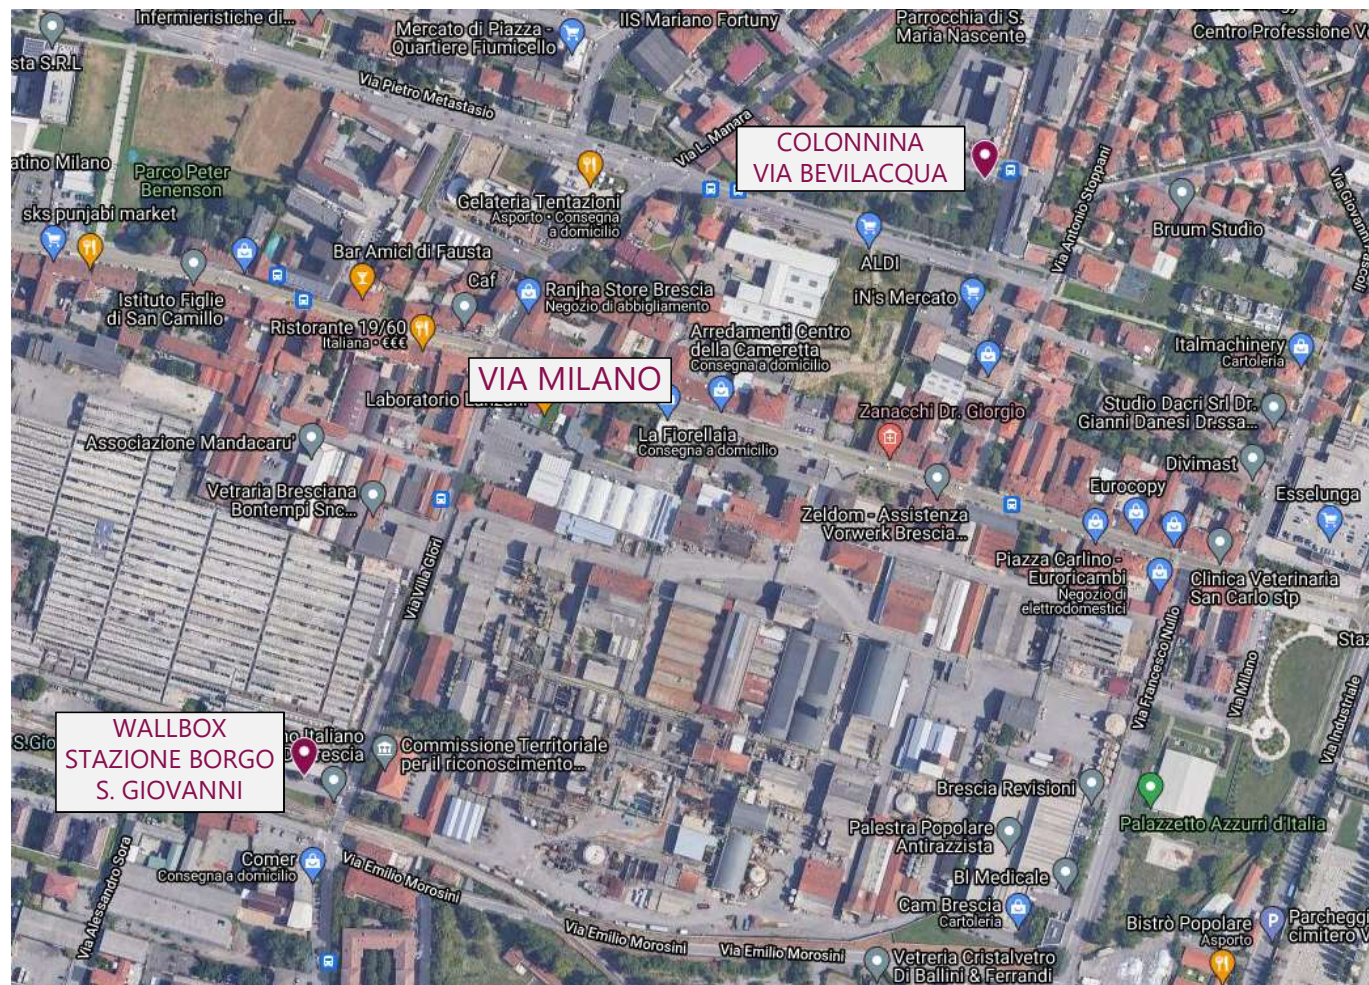 Infermieristiche di...
Mercato di Piazza -
Quartiere Fiumicello
IIS Mariano Fortuny
Parrocchia di S.
Maria Nascente
Centro Professione
sta S.R.L
Via Pietro Metastasio
Via L. Manara
COLONNINA
VIA BEVILACQUA
Via Antonio Stoppani
Via Giovanni
atino Milano
Parco Peter
Benenson
sks punjabi market
Gelateria Tentazioni
Asporto • Consegna
a domicilio
Bruum Studio
Bar Amici di Fausta
ALDI
Caf
Istituto Figlie
di San Camillo
Ranjha Store Brescia
Negozio di abbigliamento
iN's Mercato
Ristorante 19/60
Italiana • €€€
Arredamenti Centro
della Cameretta
Consegna a domicilio
Italmachinery
Cartoleria
VIA MILANO
Laboratorio
Zanacchi Dr. Giorgio
Studio Dacri Srl Dr.
Gianni Danesi Dr.ssa...
Associazione Mandacaru'
La Fiorellaia
Consegna a domicilio
Divimast
Vetraria Bresciana
Bontempi Snc...
Eurocopy
Esselunga
Zeldom - Assistenza
Vorwerk Brescia...
Via Villa Glori
Piazza Carlino -
Euroricambi
Negozio di
elettrodomestici
Clinica Veterinaria
San Carlo stp
Via Francesco Nullo
Via Milano
Staz
Via Industriale
WALLBOX
STAZIONE BORGO
S. GIOVANNI
S.Gio
no Italiano
rescia
Commissione Territoriale
per il riconoscimento...
Brescia Revisioni
Palestra Popolare
Antirazzista
Palazzetto Azzurri d'Italia
Via Alessandro Sora
Comer
Consegna a domicilio
Via Emilio Morosini
BI Medicale
Cam Brescia
Cartoleria
Bistrò Popolare
Asporto
Parchegg
cimitero V
Via Emilio Morosini
Via Emilio Morosini
Vetreria Cristalvetro
Di Ballini & Ferrandi